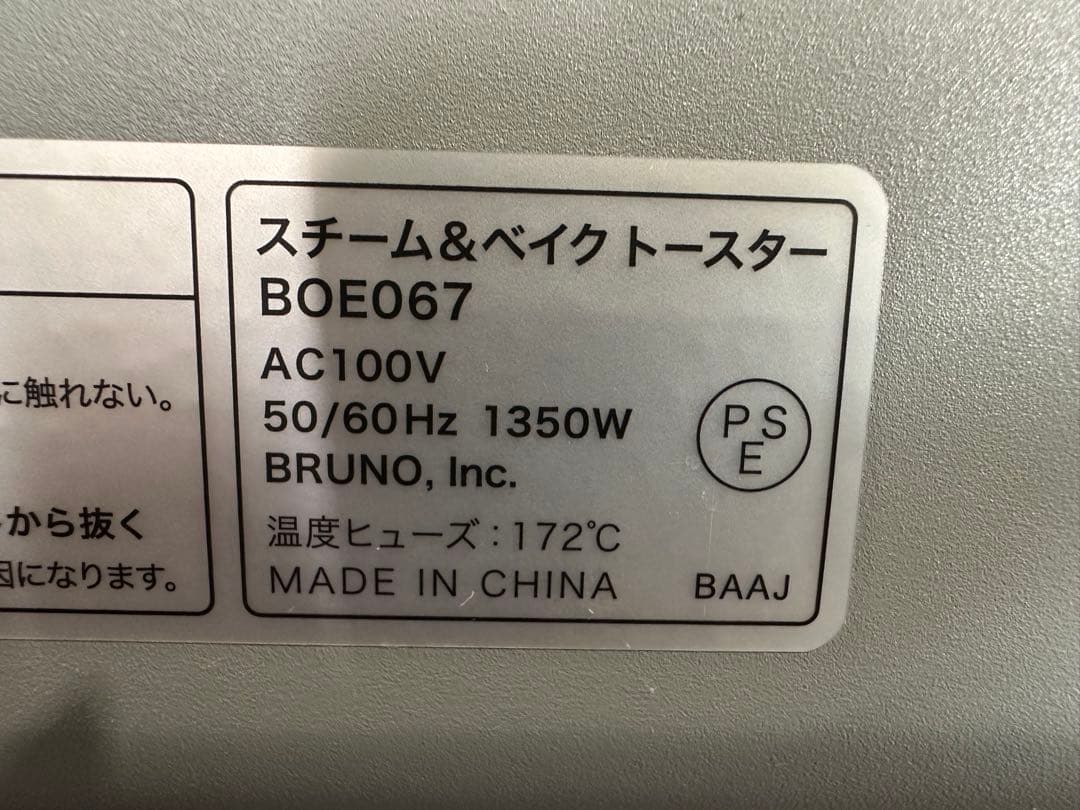 に触れない。
から抜く
因になります。
スチーム&ベイク トースター
BOE067
AC100V
50/60Hz 1350W
BRUNO, Inc.
温度ヒューズ:172℃
MADE IN CHINA
BAAJ
PSE